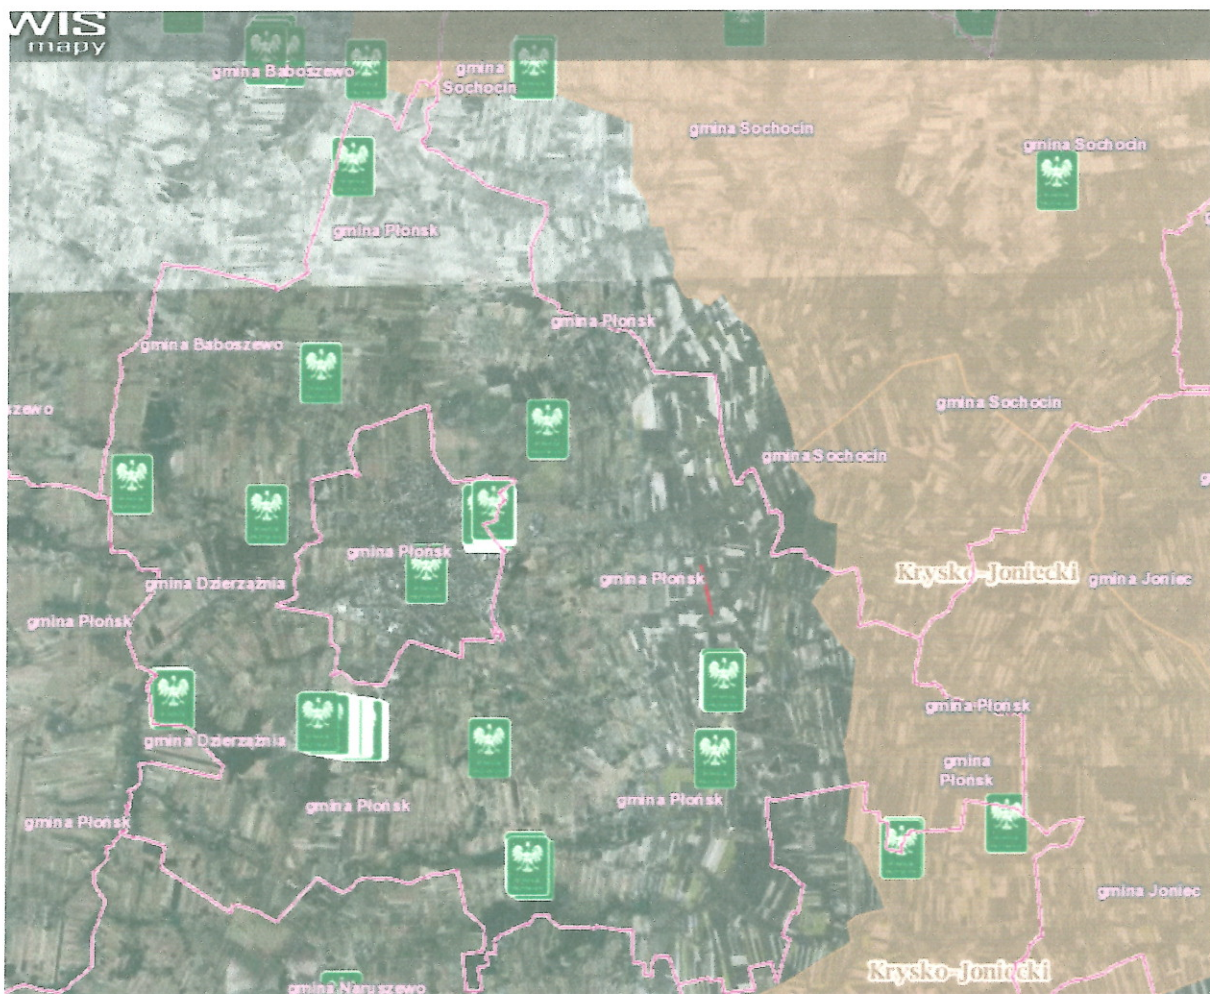 WIS
mapy
gmina Baboszewo
gmina
Sochocin
gmina Sochocin
gmina Sochocin
gmina Płońsk
gmina Płońsk
gmina Baboszewo
szewo
gmina Sochocin
gmina Sochocin
gmina Płońsk
gmina Płońsk
Krysko-Joniecki
gmina Joniec
gmina Dzierzążnia
gmina Płońsk
gmina Płońsk
gmina Dzierzążnia
gmina
Płońsk
gmina Płońsk
gmina Płońsk
gmina Płońsk
gmina Joniec
Krysko-Joniecki
gmina Naruszewo